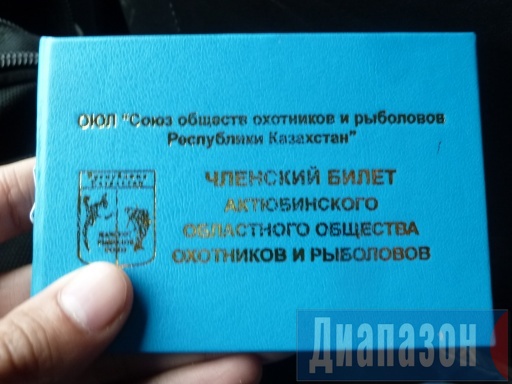 ОЮЛ "Союз обществ охотников и рыболовов
Республики Казахстан"
ЧЛЕНСКИЙ БИЛЕТ
АКТЮБИНСКОГО
ОБЛАСТНОГО ОБЩЕСТВА
ОХОТНИКОВ И РЫБОЛОВОВ
Диапазон